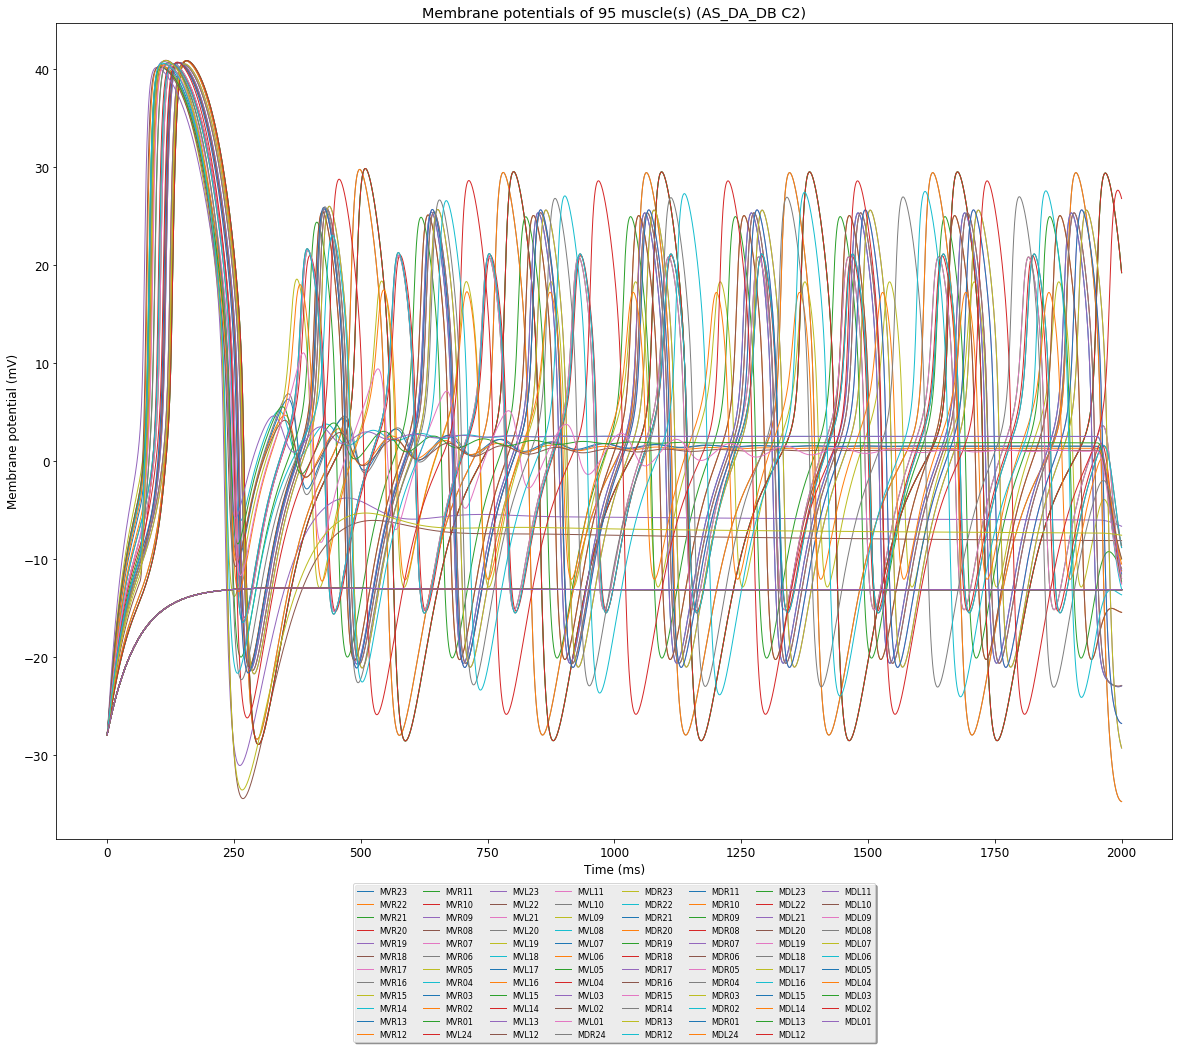 Membrane potentials of 95 muscle(s) (AS_DA_DB C2)
Membrane potential (mV)
40
30
20
10
0
−10
−20
−30
0 250 500 750 1000 1250 1500 1750 2000
Time (ms)
MVR23 MVR11 MVL23 MVL11 MDR23 MDR11 MDL23 MDL11
MVR22 MVR10 MVL22 MVL10 MDR22 MDR10 MDL22 MDL10
MVR21 MVR09 MVL21 MVL09 MDR21 MDR09 MDL21 MDL09
MVR20 MVR08 MVL20 MVL08 MDR20 MDR08 MDL20 MDL08
MVR19 MVR07 MVL19 MVL07 MDR19 MDR07 MDL19 MDL07
MVR18 MVR06 MVL18 MVL06 MDR18 MDR06 MDL18 MDL06
MVR17 MVR05 MVL17 MVL05 MDR17 MDR05 MDL17 MDL05
MVR16 MVR04 MVL16 MVL04 MDR16 MDR04 MDL16 MDL04
MVR15 MVR03 MVL15 MVL03 MDR15 MDR03 MDL15 MDL03
MVR14 MVR02 MVL14 MVL02 MDR14 MDR02 MDL14 MDL02
MVR13 MVR01 MVL13 MVL01 MDR13 MDR01 MDL13 MDL01
MVR12 MVL24 MVL12 MDR24 MDR12 MDL24 MDL12